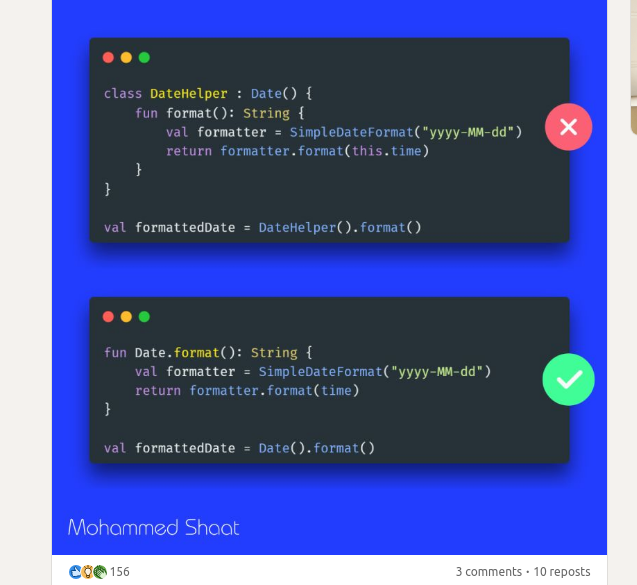 class DateHelper : Date() {
    fun format(): String {
        val formatter = SimpleDateFormat("yyyy-MM-dd")
        return formatter.format(this.time)
    }
}
val formattedDate = DateHelper().format()
fun Date.format(): String {
    val formatter = SimpleDateFormat("yyyy-MM-dd")
    return formatter.format(time)
}
val formattedDate = Date().format()
Mohammed Shaat
156
3 comments • 10 reposts